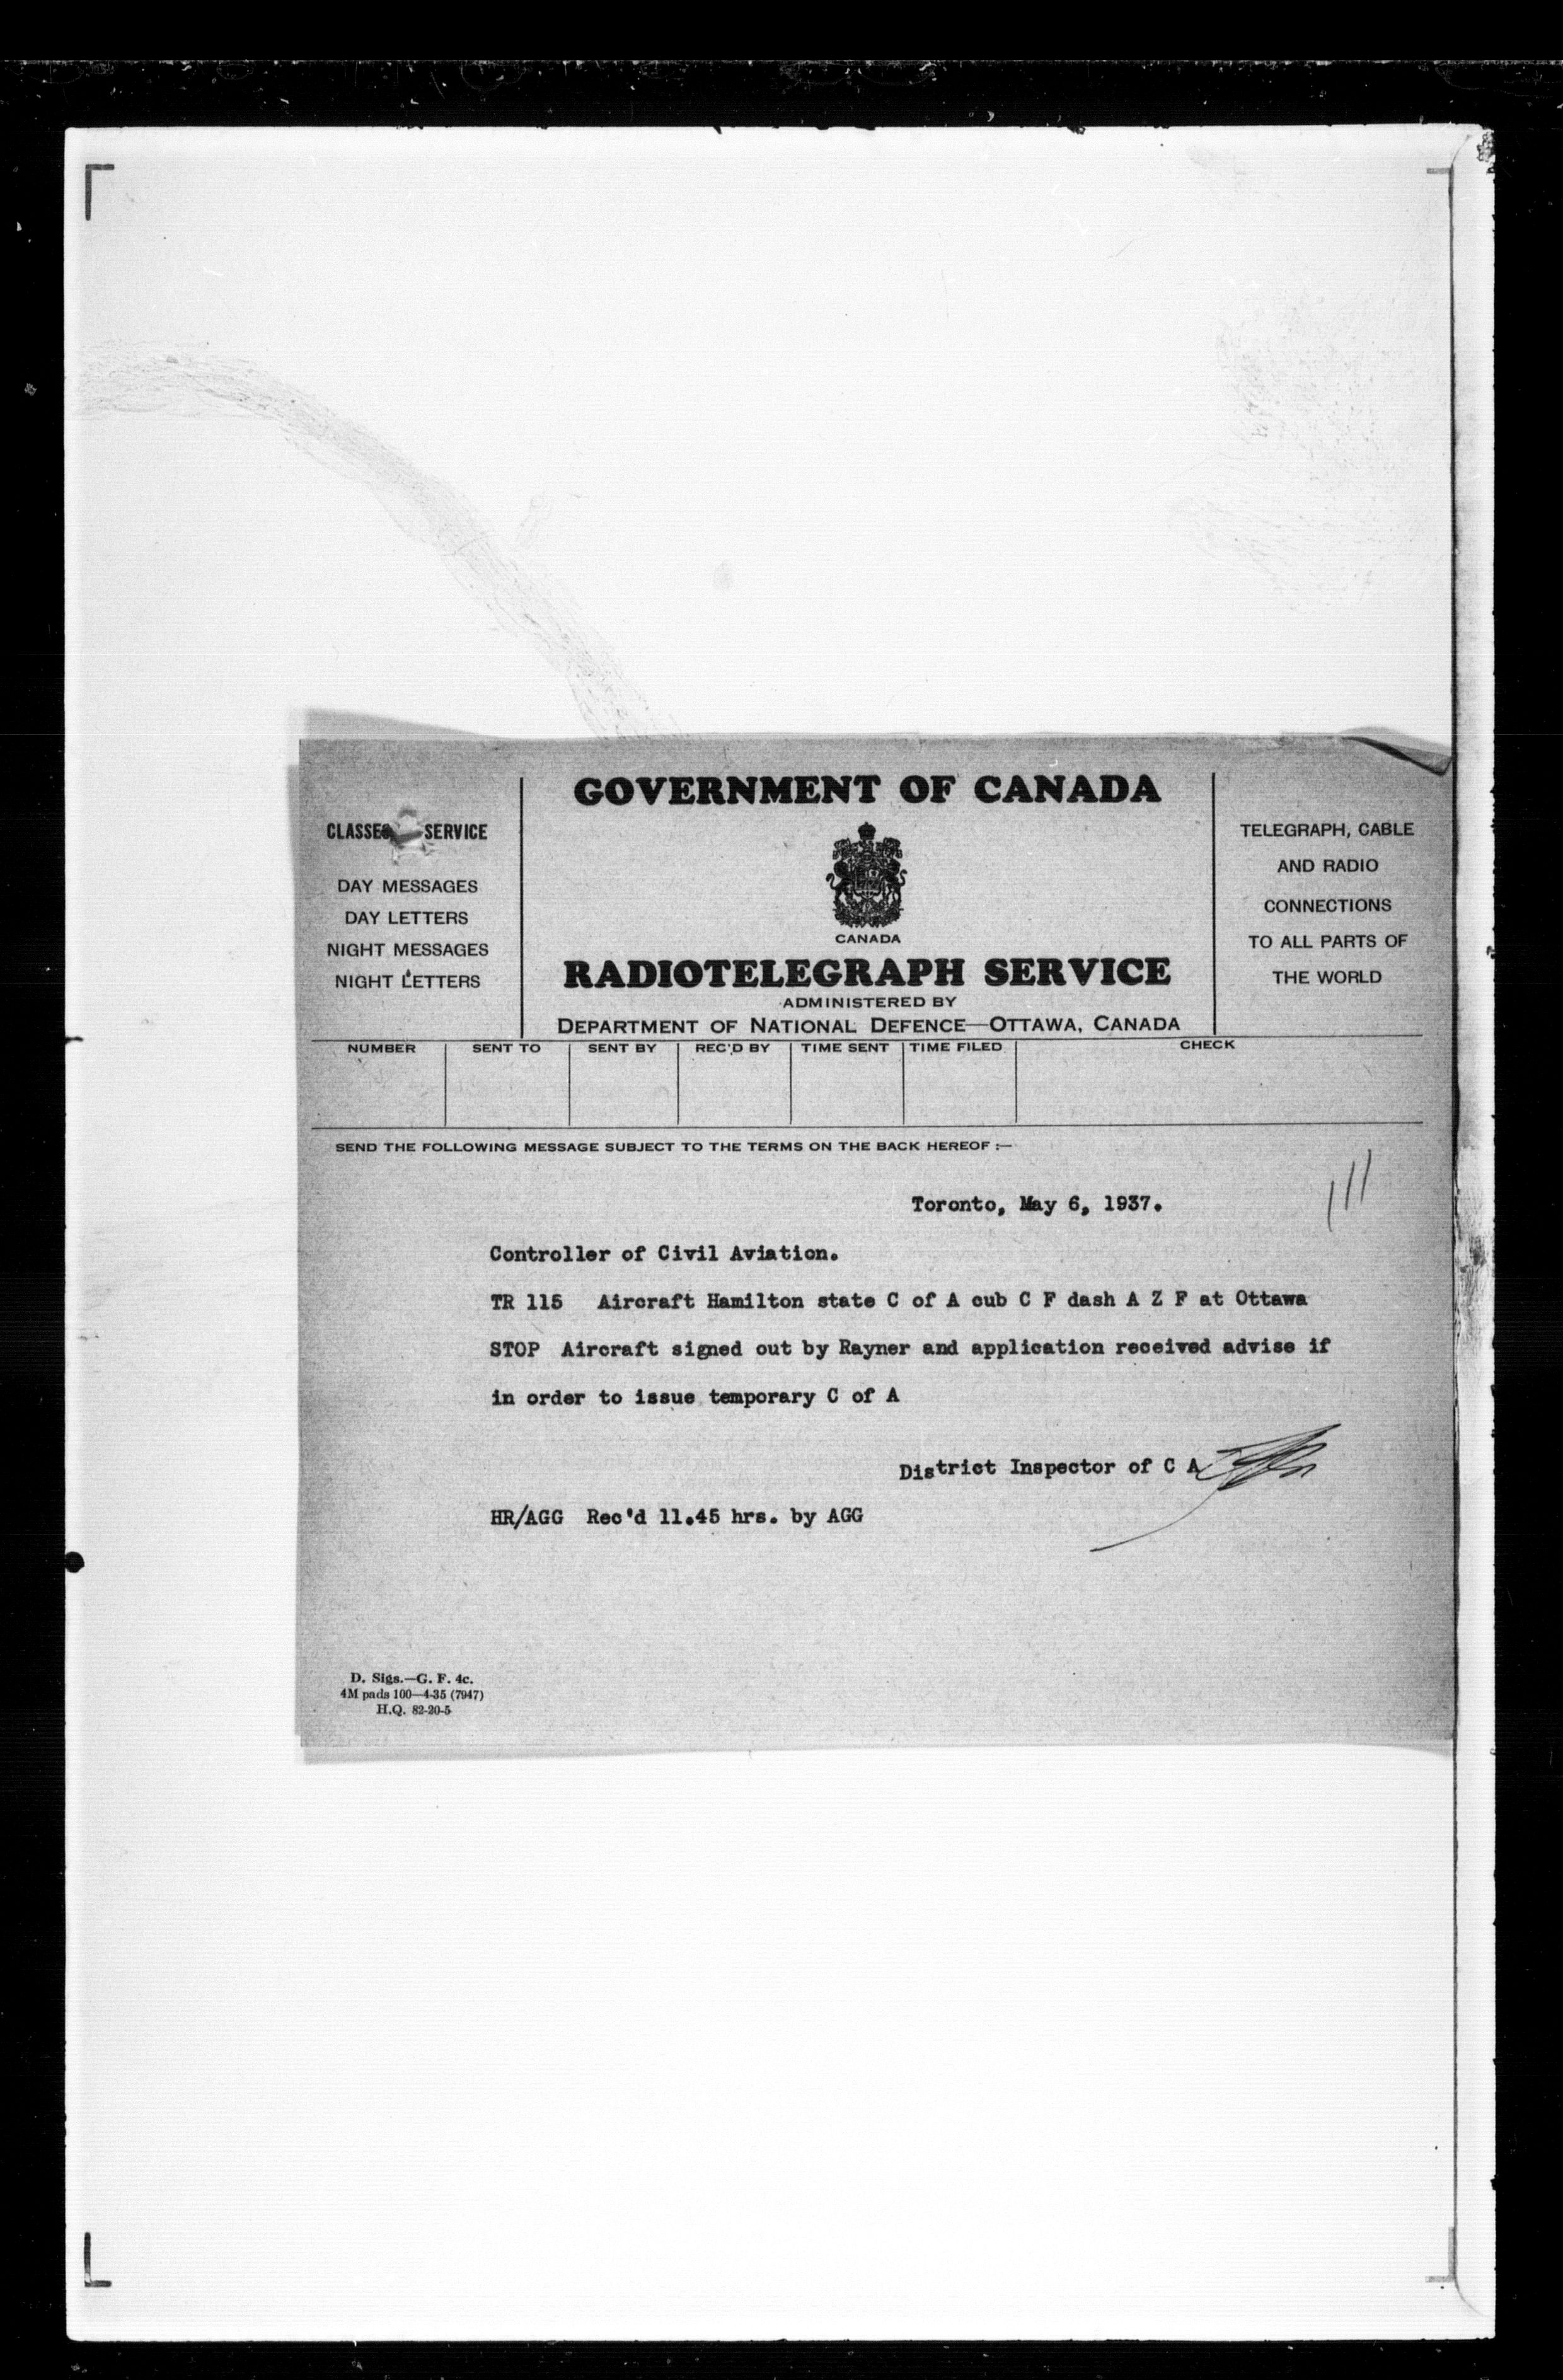 GOVERNMENT OF CANADA
CLASSES SERVICE
DAY MESSAGES
DAY LETTERS
NIGHT MESSAGES
NIGHT LETTERS
CANADA
RADIOTELEGRAPH SERVICE
ADMINISTERED BY
DEPARTMENT OF NATIONAL DEFENCE—OTTAWA, CANADA
TELEGRAPH, CABLE
AND RADIO
CONNECTIONS
TO ALL PARTS OF
THE WORLD
NUMBER SENT TO SENT BY REC'D BY TIME SENT TIME FILED CHECK
SEND THE FOLLOWING MESSAGE SUBJECT TO THE TERMS ON THE BACK HEREOF :—
111
Toronto, May 6, 1937.
Controller of Civil Aviation.
TR 115 Aircraft Hamilton state C of A cub C F dash A Z F at Ottawa
STOP Aircraft signed out by Rayner and application received advise if
in order to issue temporary C of A
District Inspector of C A
HR/AGG Rec'd 11.45 hrs. by AGG
D. Sigs.—G. F. 4c.
4M pads 100—4-35 (7947)
H.Q. 82-20-5